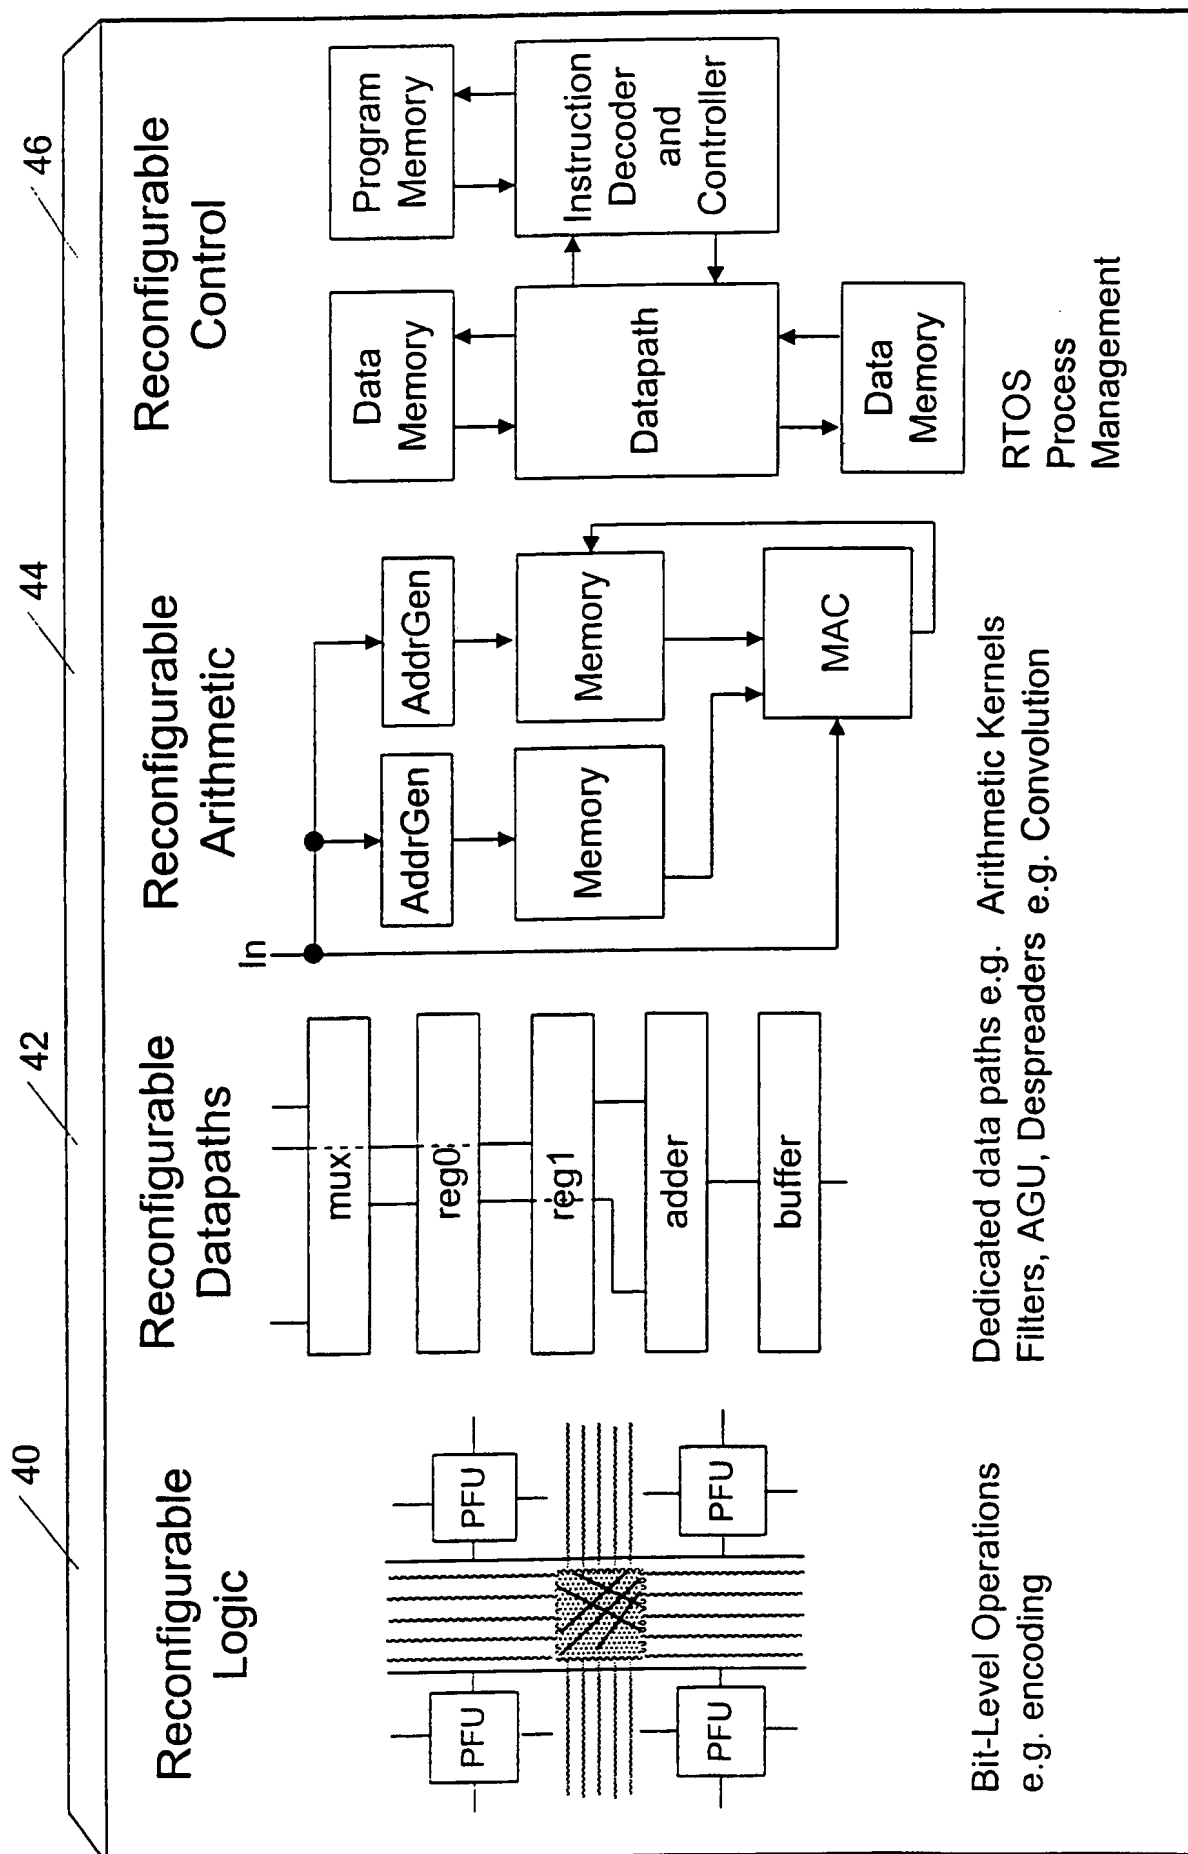 40
42
44
46
Reconfigurable
Logic
PFU
PFU
PFU
PFU
Bit-Level Operations
e.g. encoding
Reconfigurable
Datapaths
mux
reg0
reg1
adder
buffer
Dedicated data paths e.g.
Filters, AGU, Despreaders
Reconfigurable
Arithmetic
In
AddrGen
AddrGen
Memory
Memory
MAC
Arithmetic Kernels
e.g. Convolution
Reconfigurable
Control
Data
Memory
Program
Memory
Datapath
Instruction
Decoder
and
Controller
Data
Memory
RTOS
Process
Management